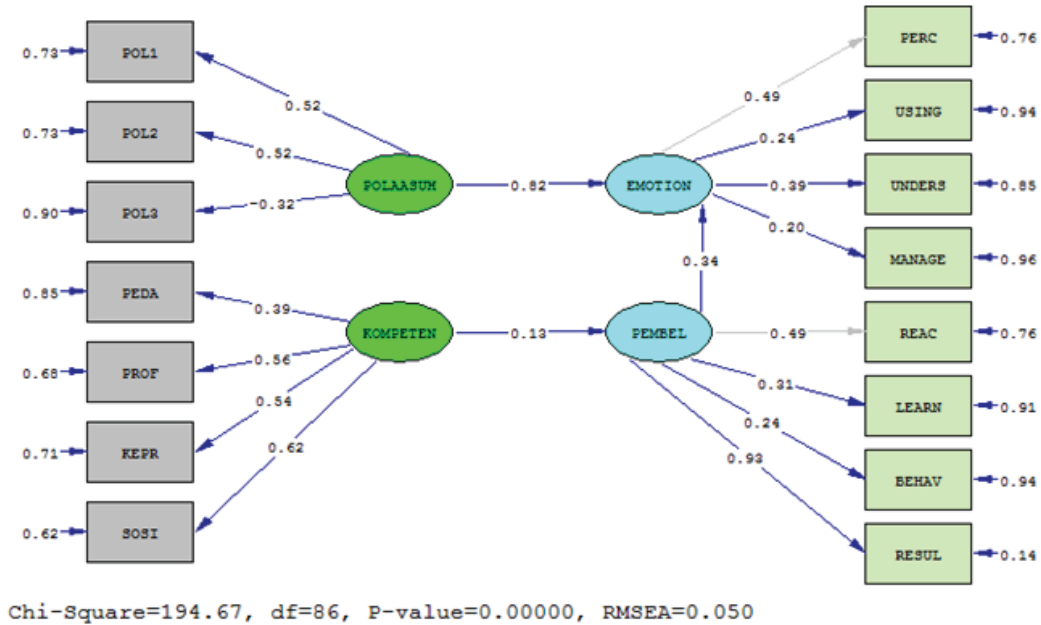 0.73
POL1
0.52
0.73
POL2
0.52
0.90
POL3
-0.32
0.85
PEDA
0.39
0.68
PROF
0.56
0.71
KEPR
0.54
0.62
SOSI
0.62
POLAASUH
0.82
KOMPETEN
0.13
EMOTION
0.34
PEMBEL
0.49
PERC
0.76
0.24
USING
0.94
0.39
UNDERS
0.85
0.20
MANAGE
0.96
0.49
REAC
0.76
0.31
LEARN
0.91
0.24
BEHAV
0.94
0.93
RESUL
0.14
Chi-Square=194.67, df=86, P-value=0.00000, RMSEA=0.050